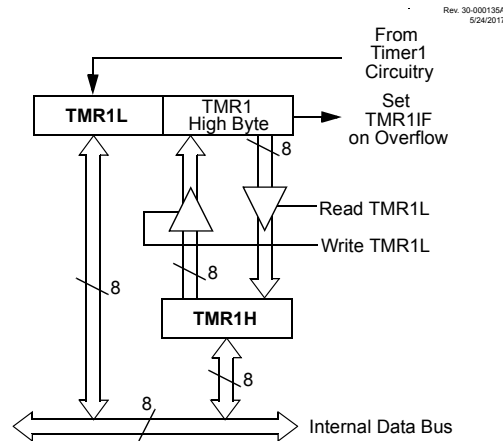 Rev. 30-000135A
5/24/2017
From
Timer1
Circuitry
TMR1L
TMR1
High Byte
Set
TMR1IF
on Overflow
8
Read TMR1L
Write TMR1L
8
8
TMR1H
8
8
Internal Data Bus